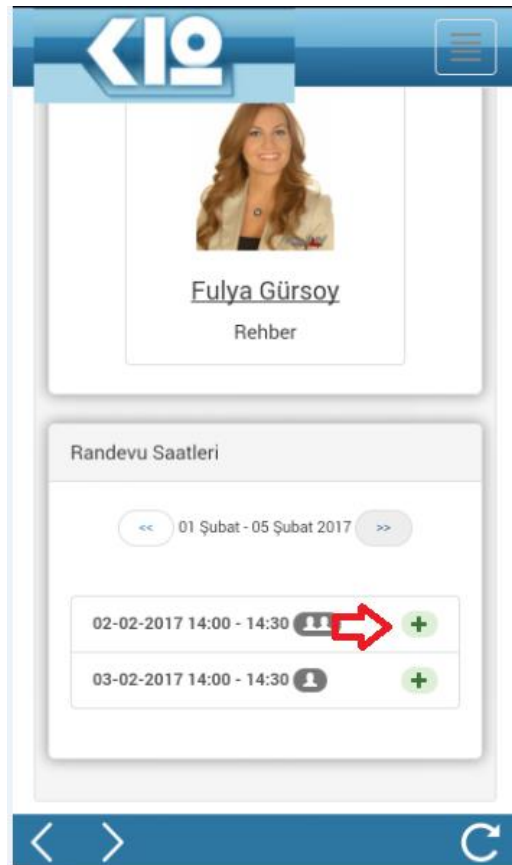 K12
Fulya Gürsoy
Rehber
Randevu Saatleri
<< 01 Şubat - 05 Şubat 2017 >>
02-02-2017 14:00 - 14:30
03-02-2017 14:00 - 14:30